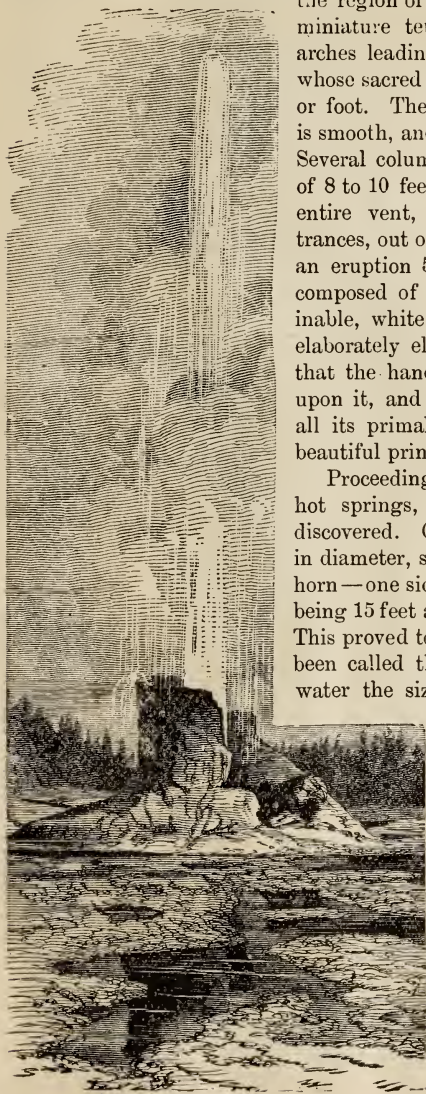 the region of
miniature te
arches leadin
whose sacred
or foot. The
is smooth, an
Several colum
of 8 to 10 fee
entire vent,
trances, out o
an eruption 5
composed of
inable, white
elaborately el
that the hand
upon it, and
all its primal
beautiful prin
Proceeding
hot springs,
discovered. C
in diameter, s
horn—one sid
being 15 feet a
This proved to
been called th
water the siz